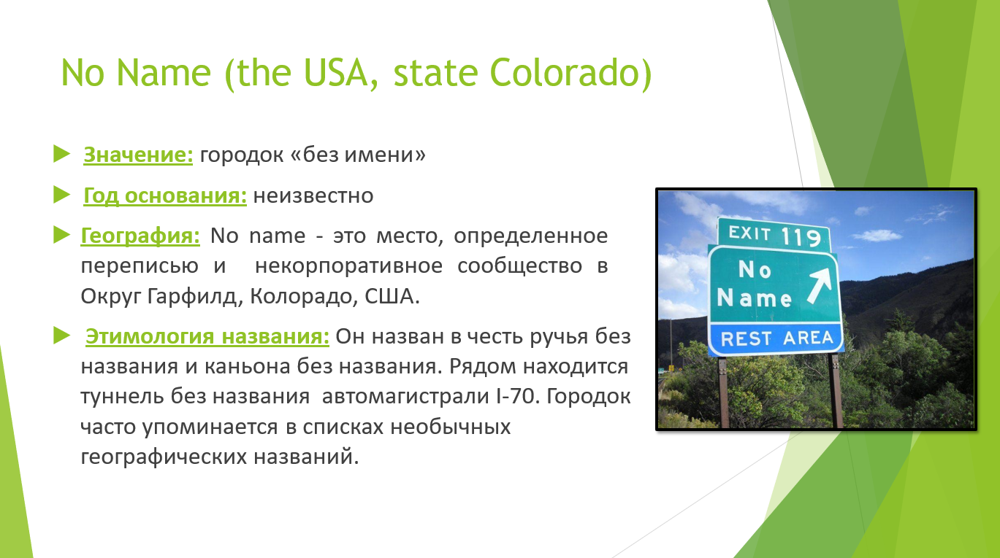 No Name (the USA, state Colorado)
Значение: городок «без имени»
Год основания: неизвестно
География: No name - это место, определенное
переписью и некорпоративное сообщество в
Округ Гарфилд, Колорадо, США.
Этимология названия: Он назван в честь ручья без
названия и каньона без названия. Рядом находится
туннель без названия автомагистрали I-70. Городок
часто упоминается в списках необычных
географических названий.
EXIT 119
No
Name
REST AREA